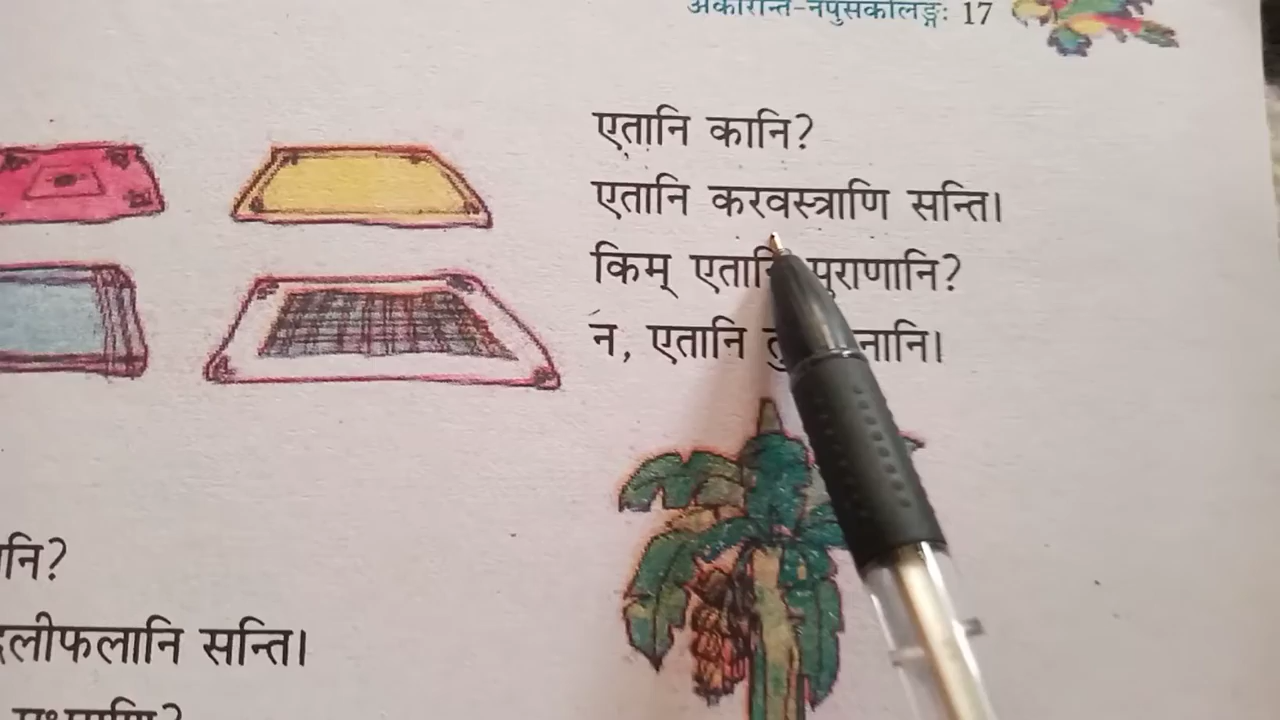 अकारान्त-नपुंसकलिङ्गः 17
एतानि कानि?
एतानि करवस्त्राणि सन्ति।
किम् एतानि पुराणानि?
न, एतानि
सन्ति।